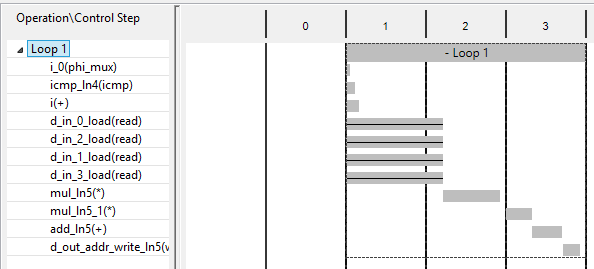 Operation\Control Step
0
1
2
3
Loop 1
- Loop 1
i_0(phi_mux)
icmp_ln4(icmp)
i(+)
d_in_0_load(read)
d_in_2_load(read)
d_in_1_load(read)
d_in_3_load(read)
mul_ln5(*)
mul_ln5_1(*)
add_ln5(+)
d_out_addr_write_ln5(w